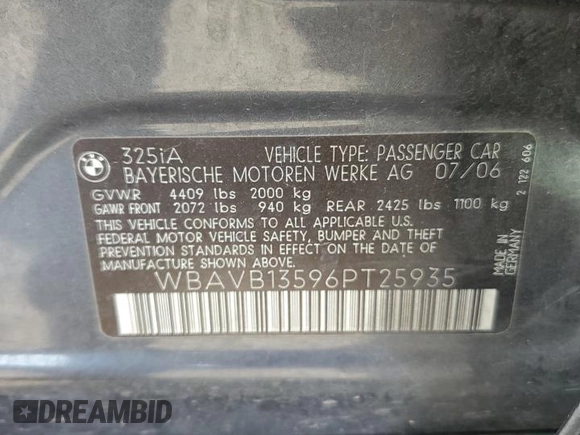 325iA VEHICLE TYPE: PASSENGER CAR
BAYERISCHE MOTOREN WERKE AG 07/06
GVWR 4409 lbs 2000 kg
GAWR FRONT 2072 lbs 940 kg REAR 2425 lbs 1100 kg
THIS VEHICLE CONFORMS TO ALL APPLICABLE U.S.
FEDERAL MOTOR VEHICLE SAFETY, BUMPER AND THEFT
PREVENTION STANDARDS IN EFFECT ON THE DATE OF
MANUFACTURE SHOWN ABOVE.
WBAVB13596PT25935
MADE IN
GERMANY
2 122 606
BMW
DREAMBID